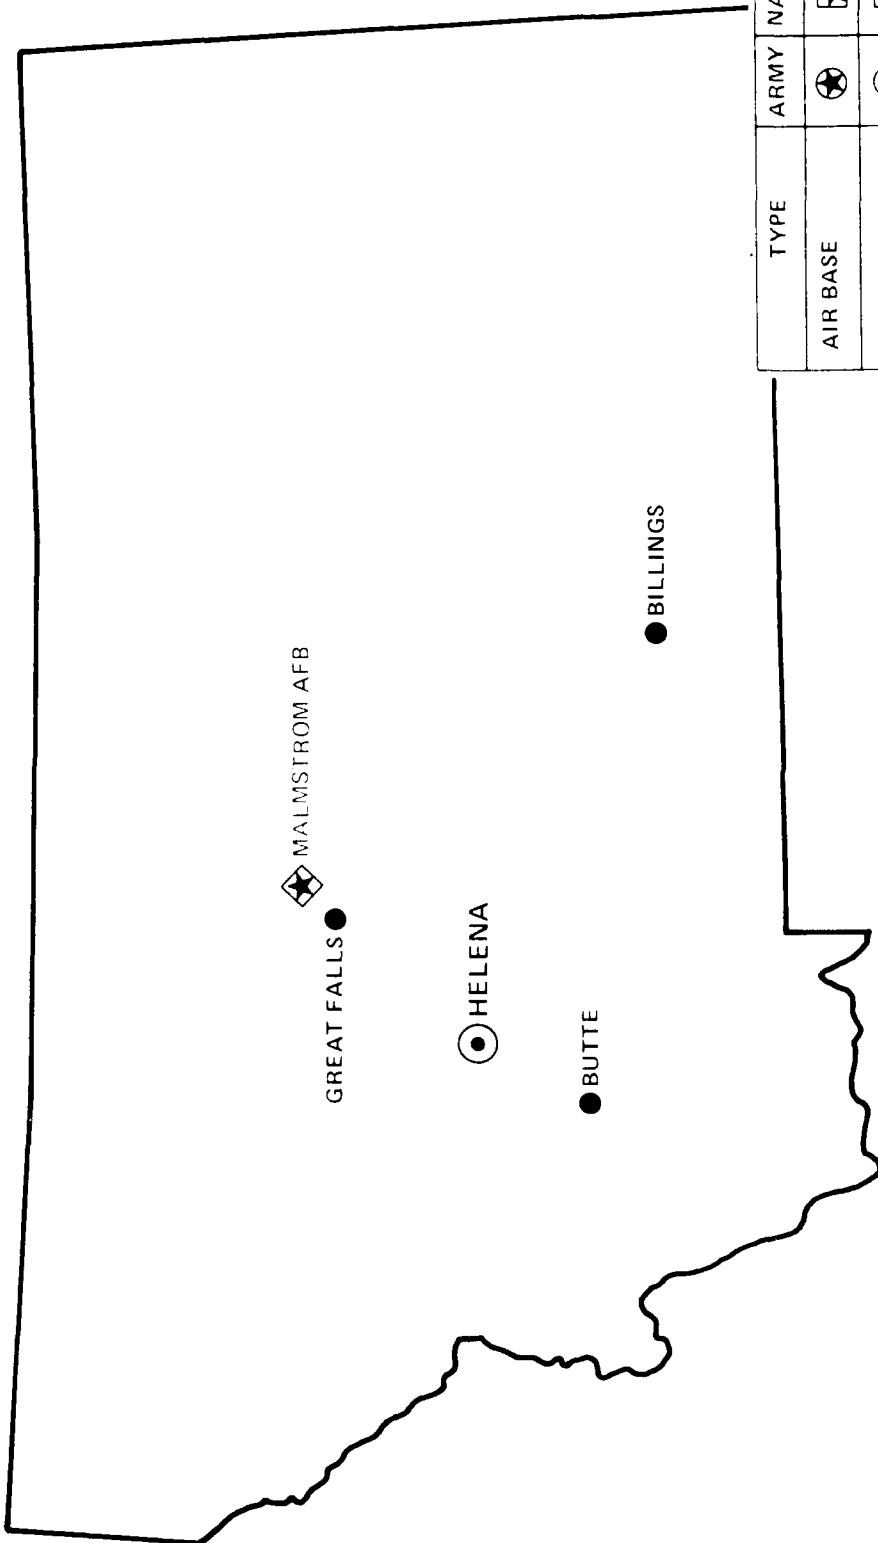 MALMSTROM AFB
GREAT FALLS
HELENA
BUTTE
BILLINGS
TYPE ARMY
AIR BASE